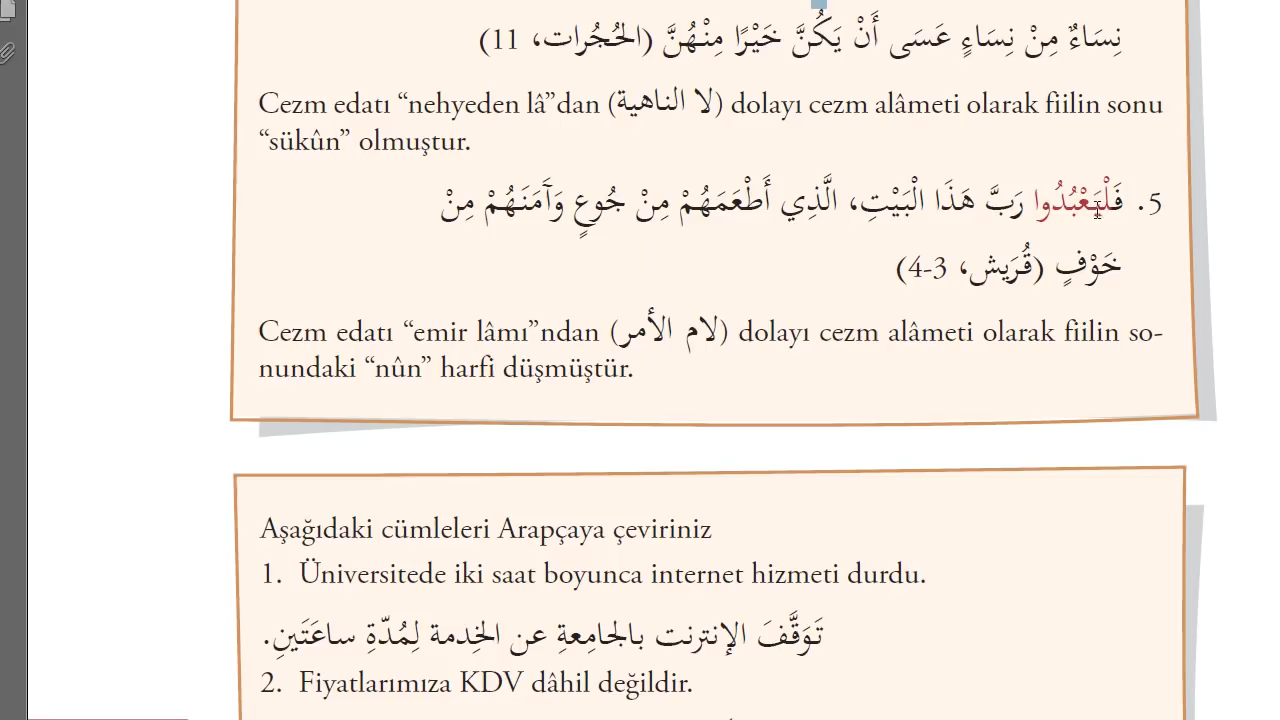 نِسَاءٌ مِنْ نِسَاءٍ عَسَى أَنْ يَكُنَّ خَيْرًا مِنْهُنَّ (الحُجُرات، 11)
Cezm edatı “nehyeden lâ”dan (لا الناهية) dolayı cezm alâmeti olarak fiilin sonu
“sükûn” olmuştur.
5. فَلْيَعْبُدُوا رَبَّ هَذَا الْبَيْتِ، الَّذِي أَطْعَمَهُمْ مِنْ جُوعٍ وَآمَنَهُمْ مِنْ
خَوْفٍ (قُرَيش، 3-4)
Cezm edatı “emir lâmı”ndan (لام الأمر) dolayı cezm alâmeti olarak fiilin so-
nundaki “nûn” harfi düşmüştür.
Aşağıdaki cümleleri Arapçaya çeviriniz
1. Üniversitede iki saat boyunca internet hizmeti durdu.
تَوَقَّفَ الإنترنت بالجامِعةِ عن الخِدمة لِمُدّةِ ساعَتَينِ.
2. Fiyatlarımıza KDV dâhil değildir.